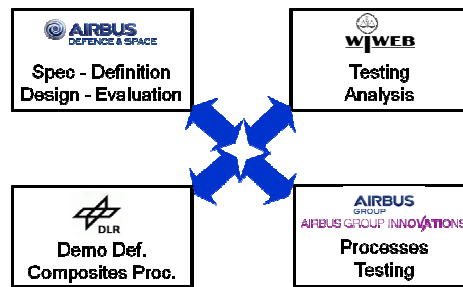 AIRBUS
DEFENCE & SPACE
Spec - Definition
Design - Evaluation
WIWEB
Testing
Analysis
DLR
Demo Def.
Composites Proc.
AIRBUS
GROUP
AIRBUS GROUP INNOVATIONS
Processes
Testing